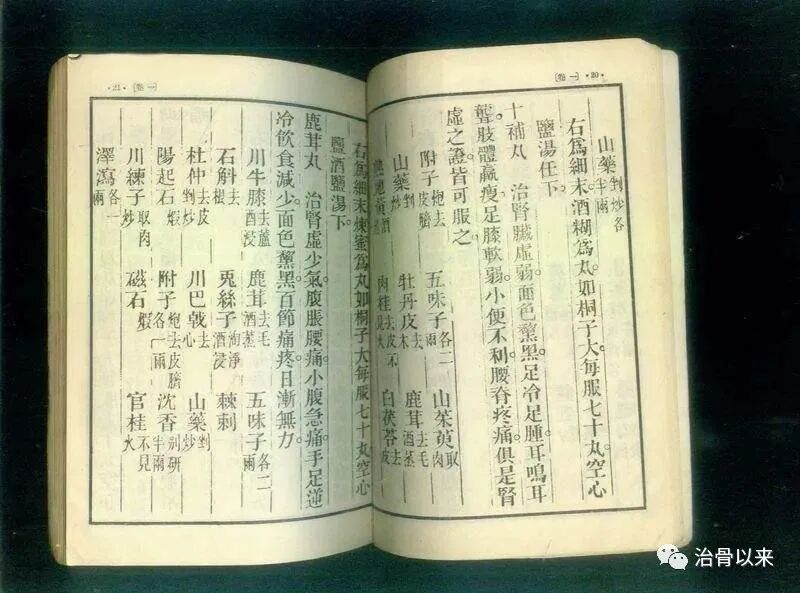 ·20· [卷一]
山藥剉炒各半兩
右爲細末酒糊爲丸如桐子大每服七十丸空心
鹽湯任下。
十補丸 治腎臟虛弱。面色黧黑。足冷足腫。耳鳴耳
聾。肢體羸瘦。足膝軟弱。小便不利。腰脊疼痛。俱是腎
虛之證。皆可服之。
附子炮去皮臍 五味子各二兩 山茱萸取肉
山藥剉炒 牡丹皮去木 鹿茸去毛酒蒸
熟地黃酒蒸 肉桂去皮不見火 白茯苓去皮
右爲細末煉蜜爲丸如桐子大每服七十丸空心
鹽酒鹽湯下。
·21· [卷一]
鹿茸丸 治腎虛少氣。腹脹腰痛。小腹急痛。手足逆
冷。飲食減少。面色黧黑。百節痛疼。日漸無力。
川牛膝去蘆酒浸 鹿茸去毛酒蒸 五味子各二兩
石斛去根 兎絲子淘淨酒浸 棘刺
杜仲去皮剉炒 川巴戟去心 山藥剉炒
陽起石煅 附子炮去皮臍各一兩 沈香別研半兩
川練子取肉炒 磁石煅 官桂不見火
澤瀉各一兩
治骨以来